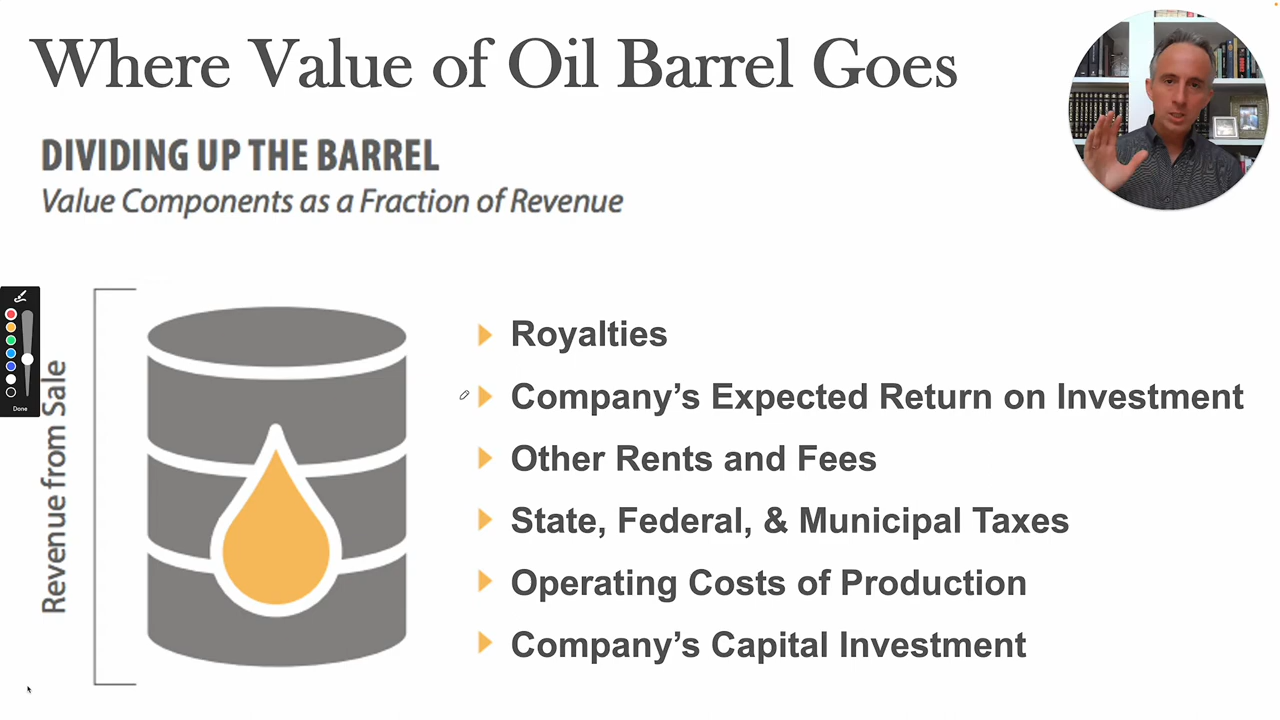 Where Value of Oil Barrel Goes
DIVIDING UP THE BARREL
Value Components as a Fraction of Revenue
Revenue from Sale
Royalties
Company’s Expected Return on Investment
Other Rents and Fees
State, Federal, & Municipal Taxes
Operating Costs of Production
Company’s Capital Investment
Done